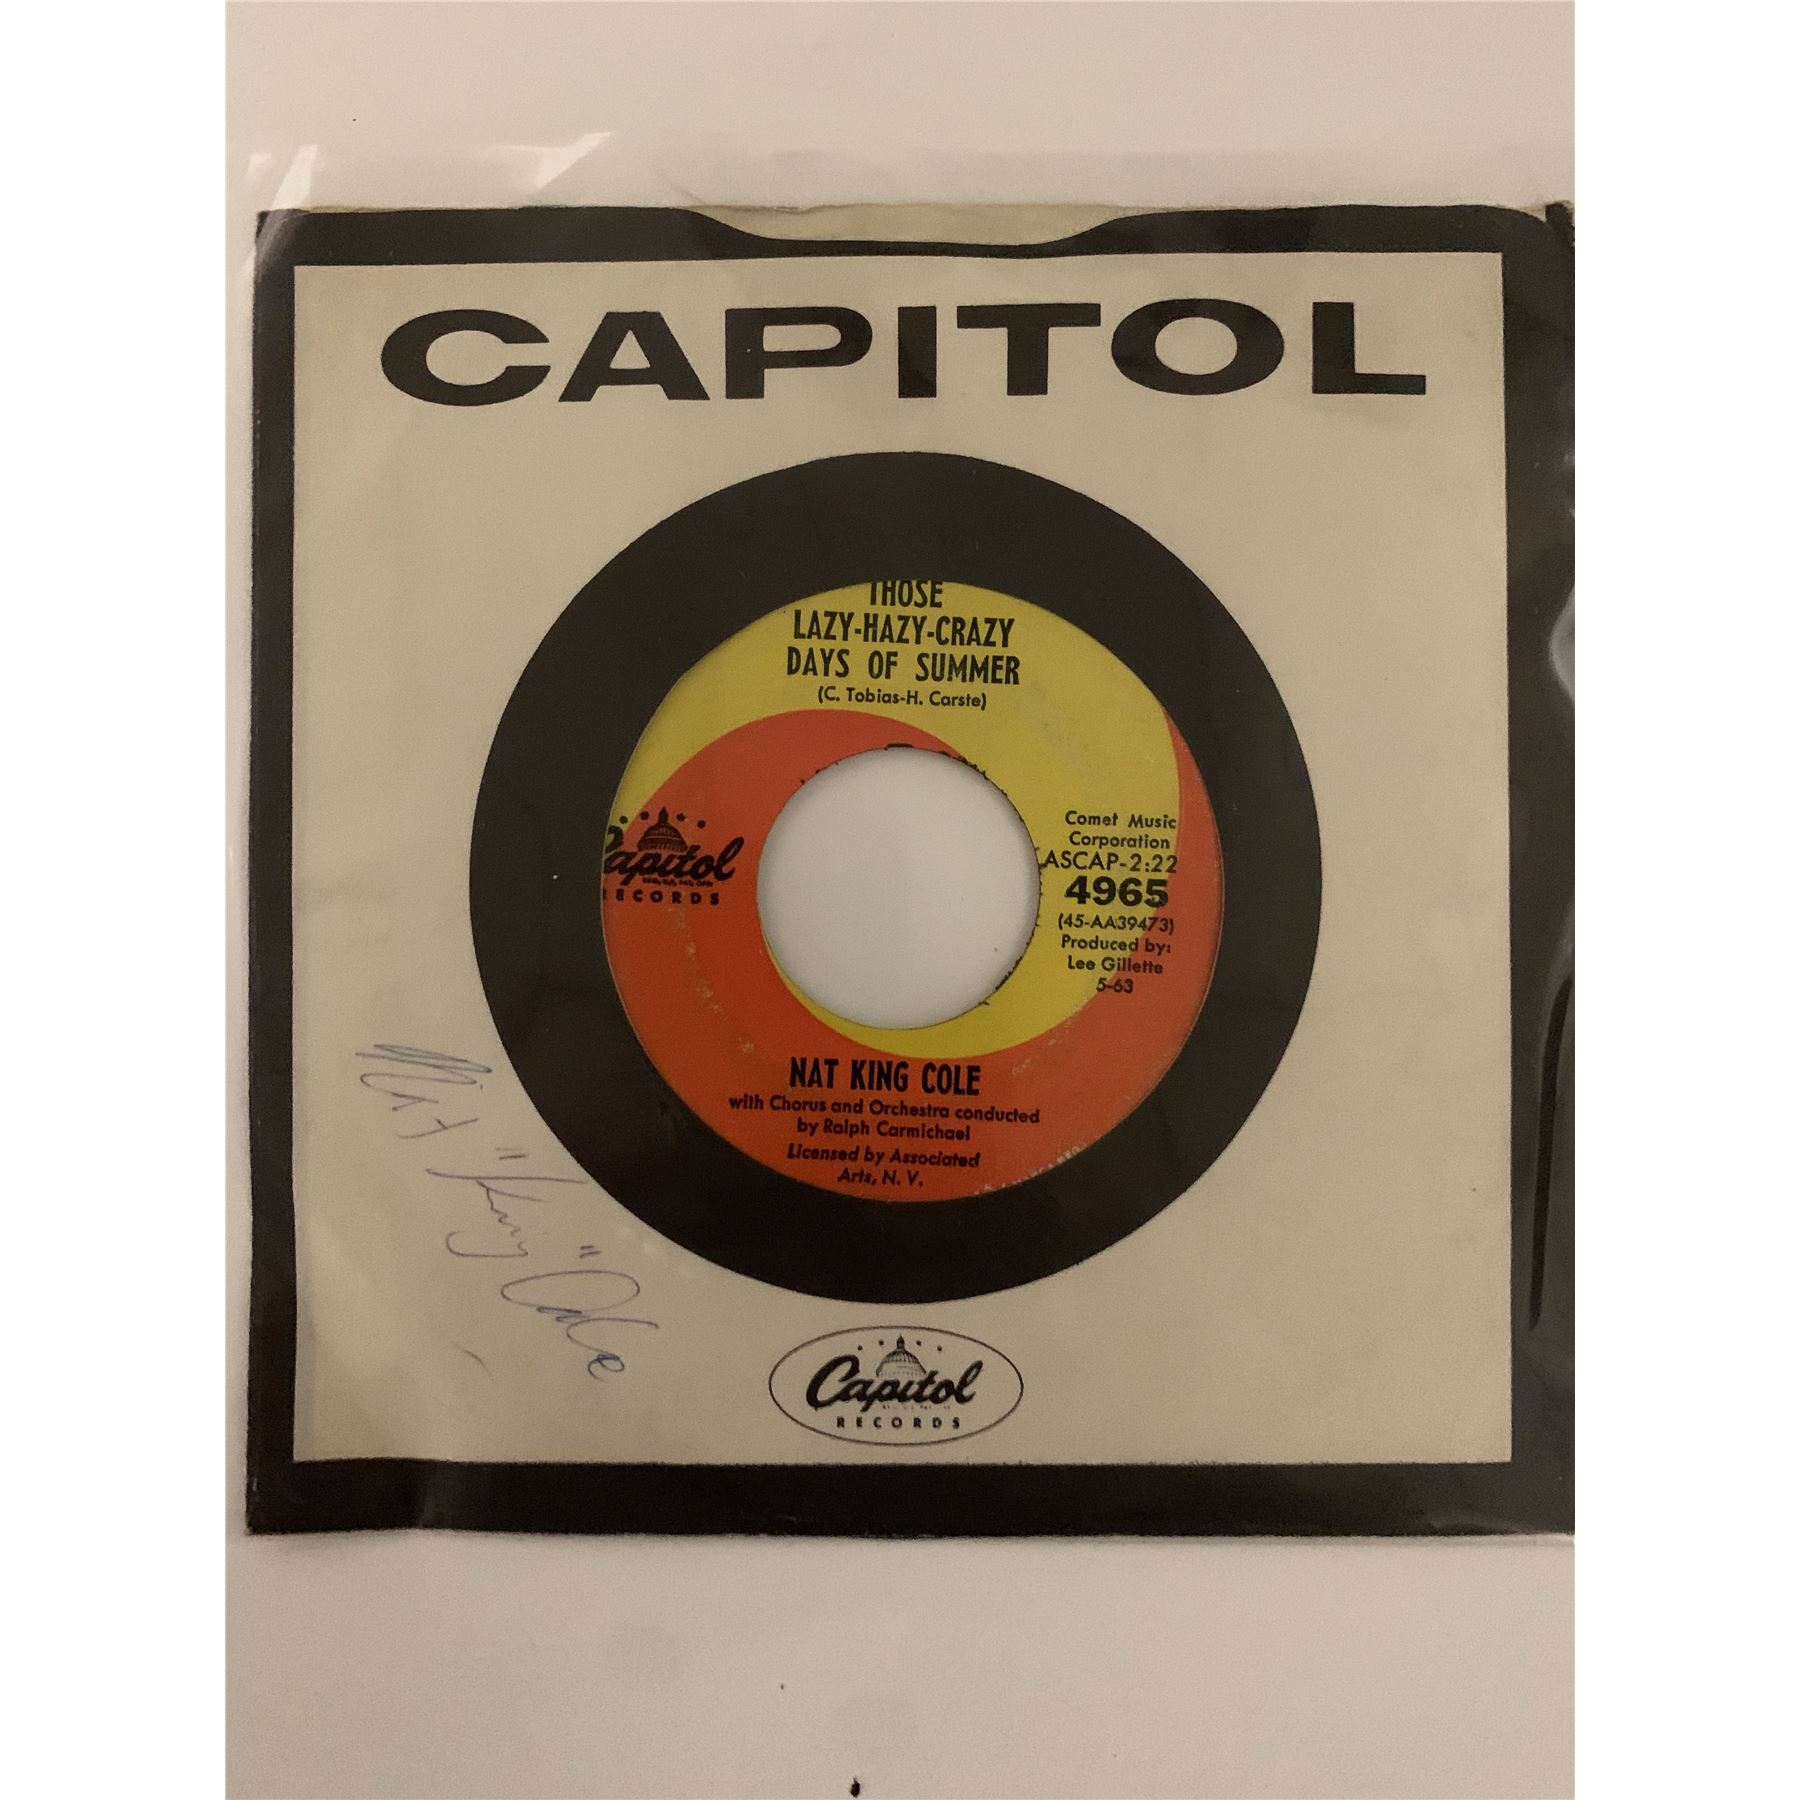 CAPITOL
THOSE
LAZY-HAZY-CRAZY
DAYS OF SUMMER
(C. Tobias-H. Carste)
Capitol
RECORDS
Comet Music
Corporation
ASCAP-2:22
4965
(45-AA39473)
Produced by:
Lee Gillette
5-63
NAT KING COLE
with Chorus and Orchestra conducted
by Ralph Carmichael
Licensed by Associated
Arts, N. V.
Nat "King" Cole
Capitol
RECORDS